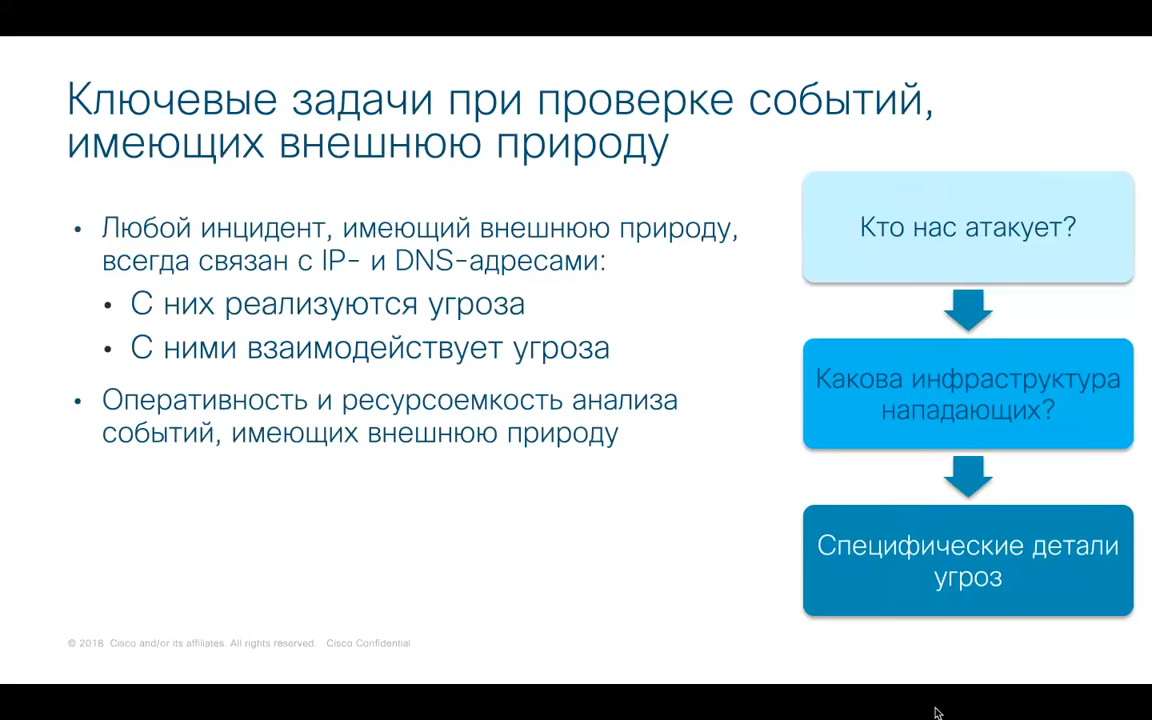 Ключевые задачи при проверке событий,
имеющих внешнюю природу
• Любой инцидент, имеющий внешнюю природу,
всегда связан с IP- и DNS-адресами:
• С них реализуются угроза
• С ними взаимодействует угроза
• Оперативность и ресурсоемкость анализа
событий, имеющих внешнюю природу
Кто нас атакует?
Какова инфраструктура
нападающих?
Специфические детали
угроз
© 2018 Cisco and/or its affiliates. All rights reserved. Cisco Confidential